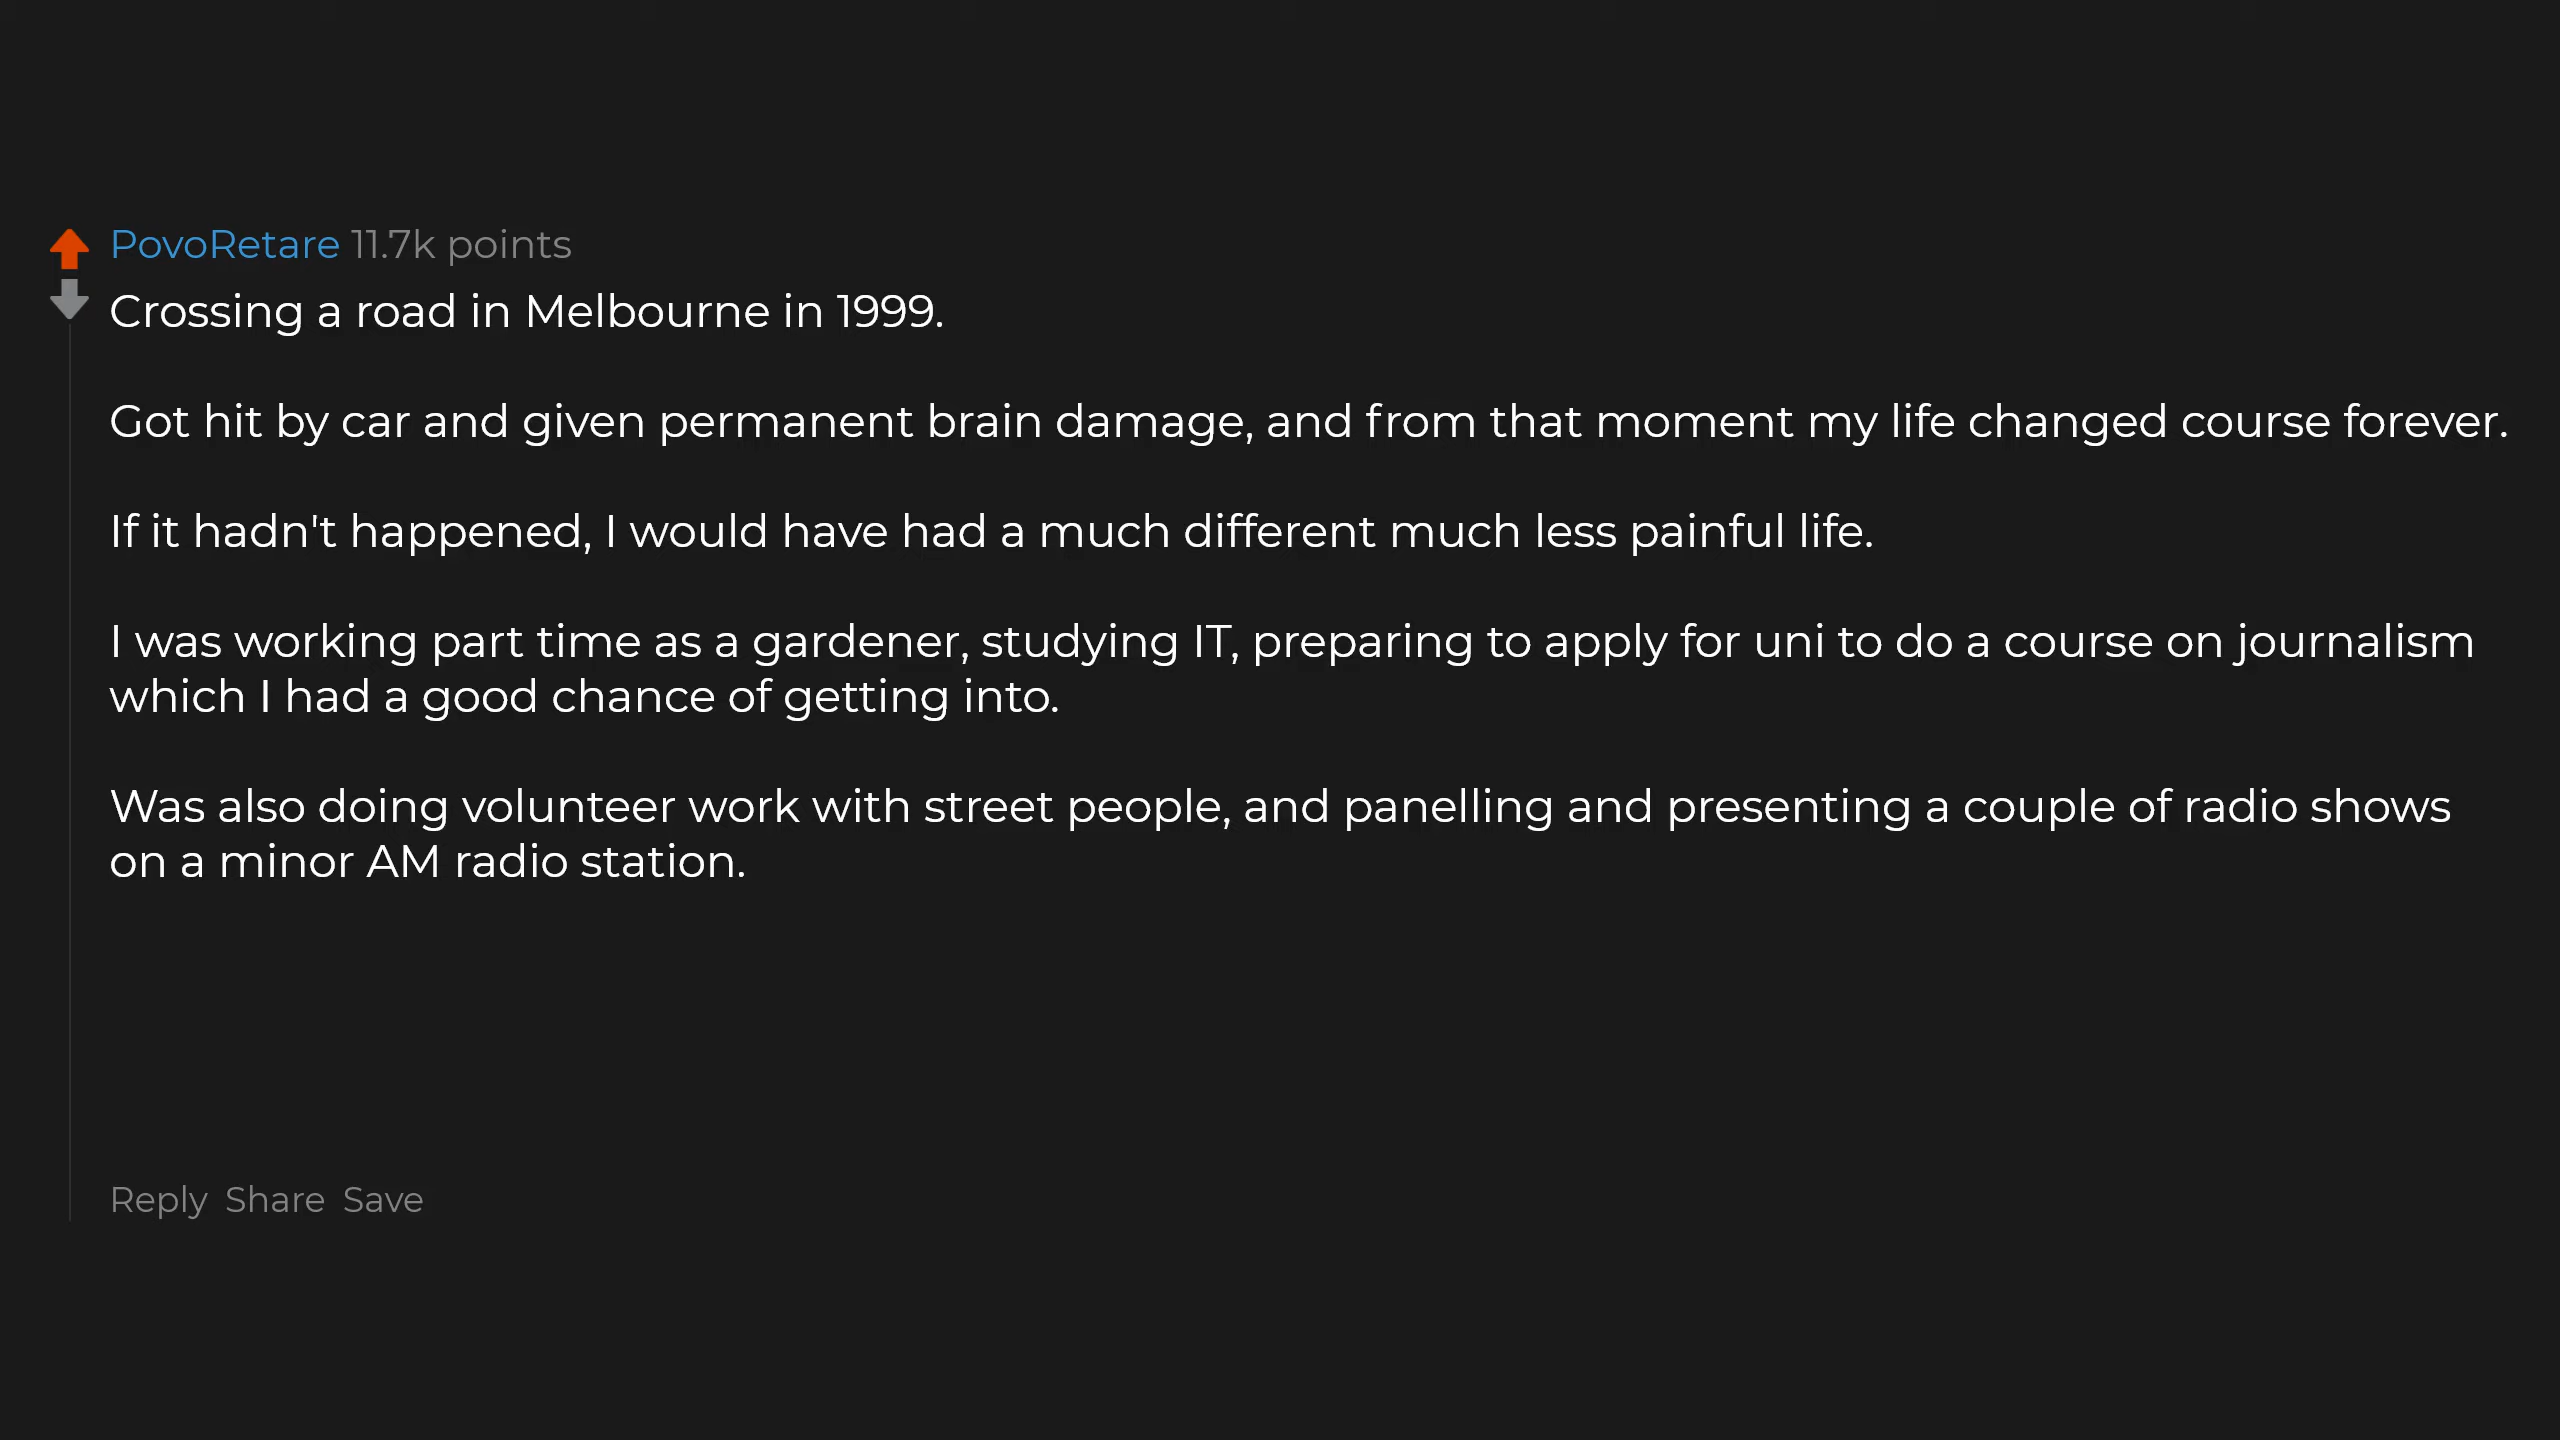 PovoRetare 11.7k points
Crossing a road in Melbourne in 1999.
Got hit by car and given permanent brain damage, and from that moment my life changed course forever.
If it hadn't happened, I would have had a much different much less painful life.
I was working part time as a gardener, studying IT, preparing to apply for uni to do a course on journalism
which I had a good chance of getting into.
Was also doing volunteer work with street people, and panelling and presenting a couple of radio shows
on a minor AM radio station.
Reply Share Save